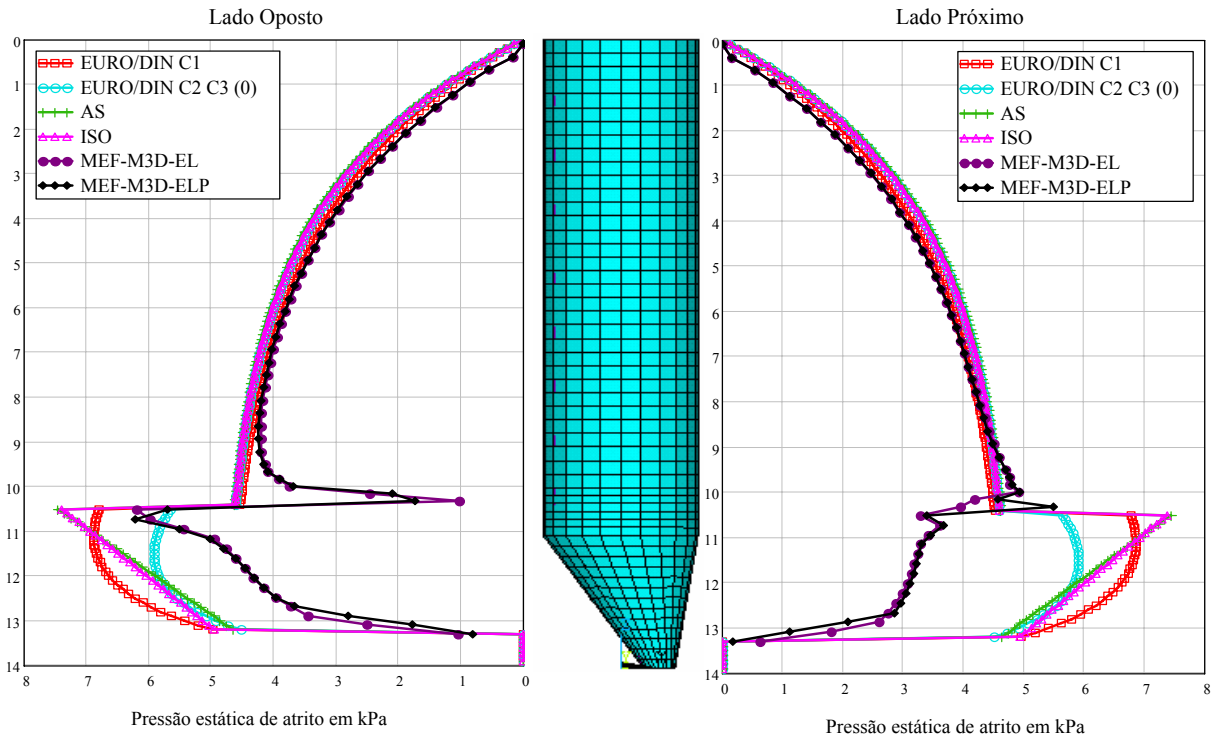 Lado Oposto
Lado Próximo
0
1
2
3
4
5
6
7
8
9
10
11
12
13
14
EURO/DIN C1
EURO/DIN C2 C3 (0)
AS
ISO
MEF-M3D-EL
MEF-M3D-ELP
8 7 6 5 4 3 2 1 0
Pressão estática de atrito em kPa
0
1
2
3
4
5
6
7
8
9
10
11
12
13
14
EURO/DIN C1
EURO/DIN C2 C3 (0)
AS
ISO
MEF-M3D-EL
MEF-M3D-ELP
0 1 2 3 4 5 6 7 8
Pressão estática de atrito em kPa